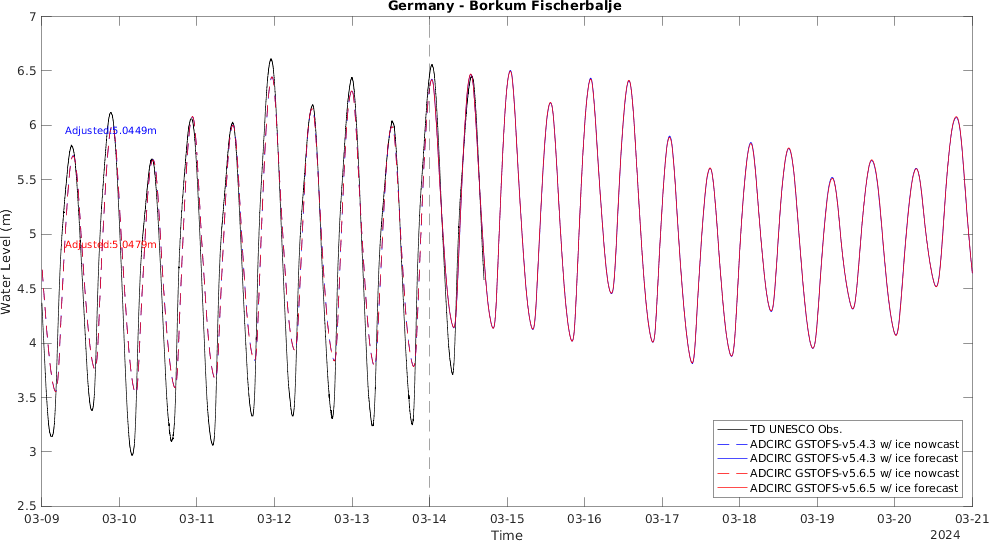 Germany - Borkum Fischerbalje
7
6.5
6
5.5
5
4.5
4
3.5
3
2.5
Water Level (m)
Adjusted:5.0449m
Adjusted:5.0479m
TD UNESCO Obs.
ADCIRC GSTOFS-v5.4.3 w/ ice nowcast
ADCIRC GSTOFS-v5.4.3 w/ ice forecast
ADCIRC GSTOFS-v5.6.5 w/ ice nowcast
ADCIRC GSTOFS-v5.6.5 w/ ice forecast
03-09 03-10 03-11 03-12 03-13 03-14 03-15 03-16 03-17 03-18 03-19 03-20 03-21
Time 2024